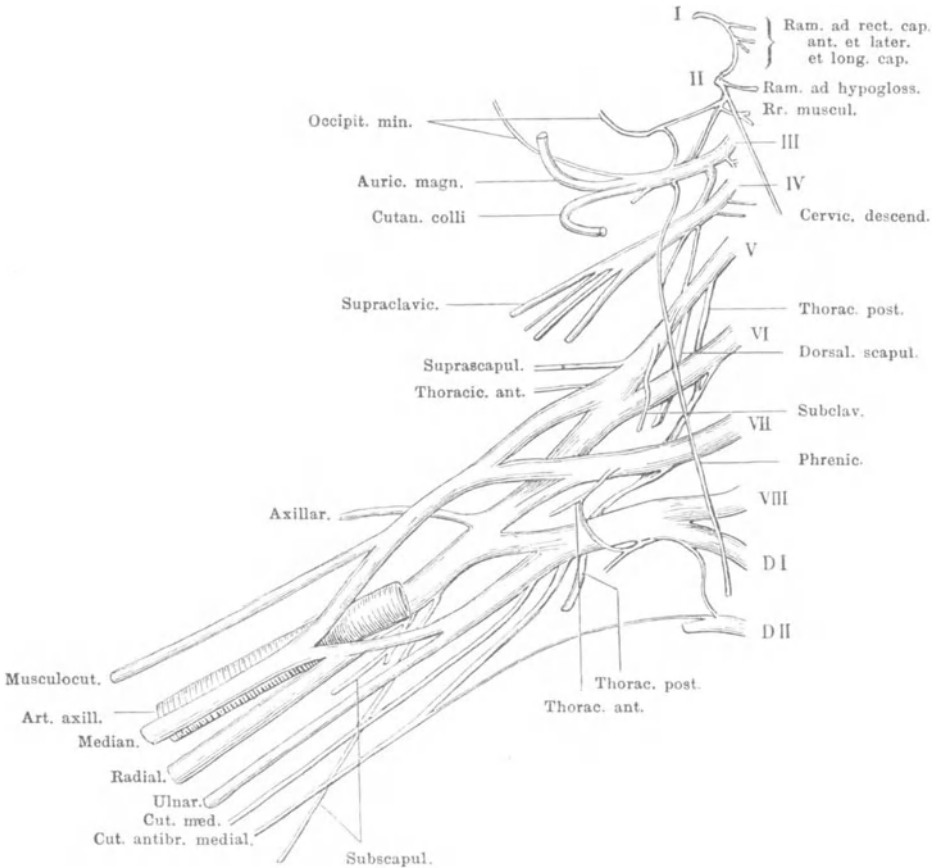 I
Ram. ad rect. cap.
ant. et later.
et long. cap.
II
Ram. ad hypogloss.
Rr. muscul.
Occipit. min.
III
Auric. magn.
IV
Cutan. colli
Cervic. descend.
V
Supraclavic.
Thorac. post.
VI
Dorsal. scapul.
Suprascapul.
Thoracic. ant.
Subclav.
VII
Phrenic.
VIII
Axillar.
D I
D II
Musculocut.
Thorac. post.
Thorac. ant.
Art. axill.
Median.
Radial.
Ulnar.
Cut. med.
Cut. antibr. medial.
Subscapul.